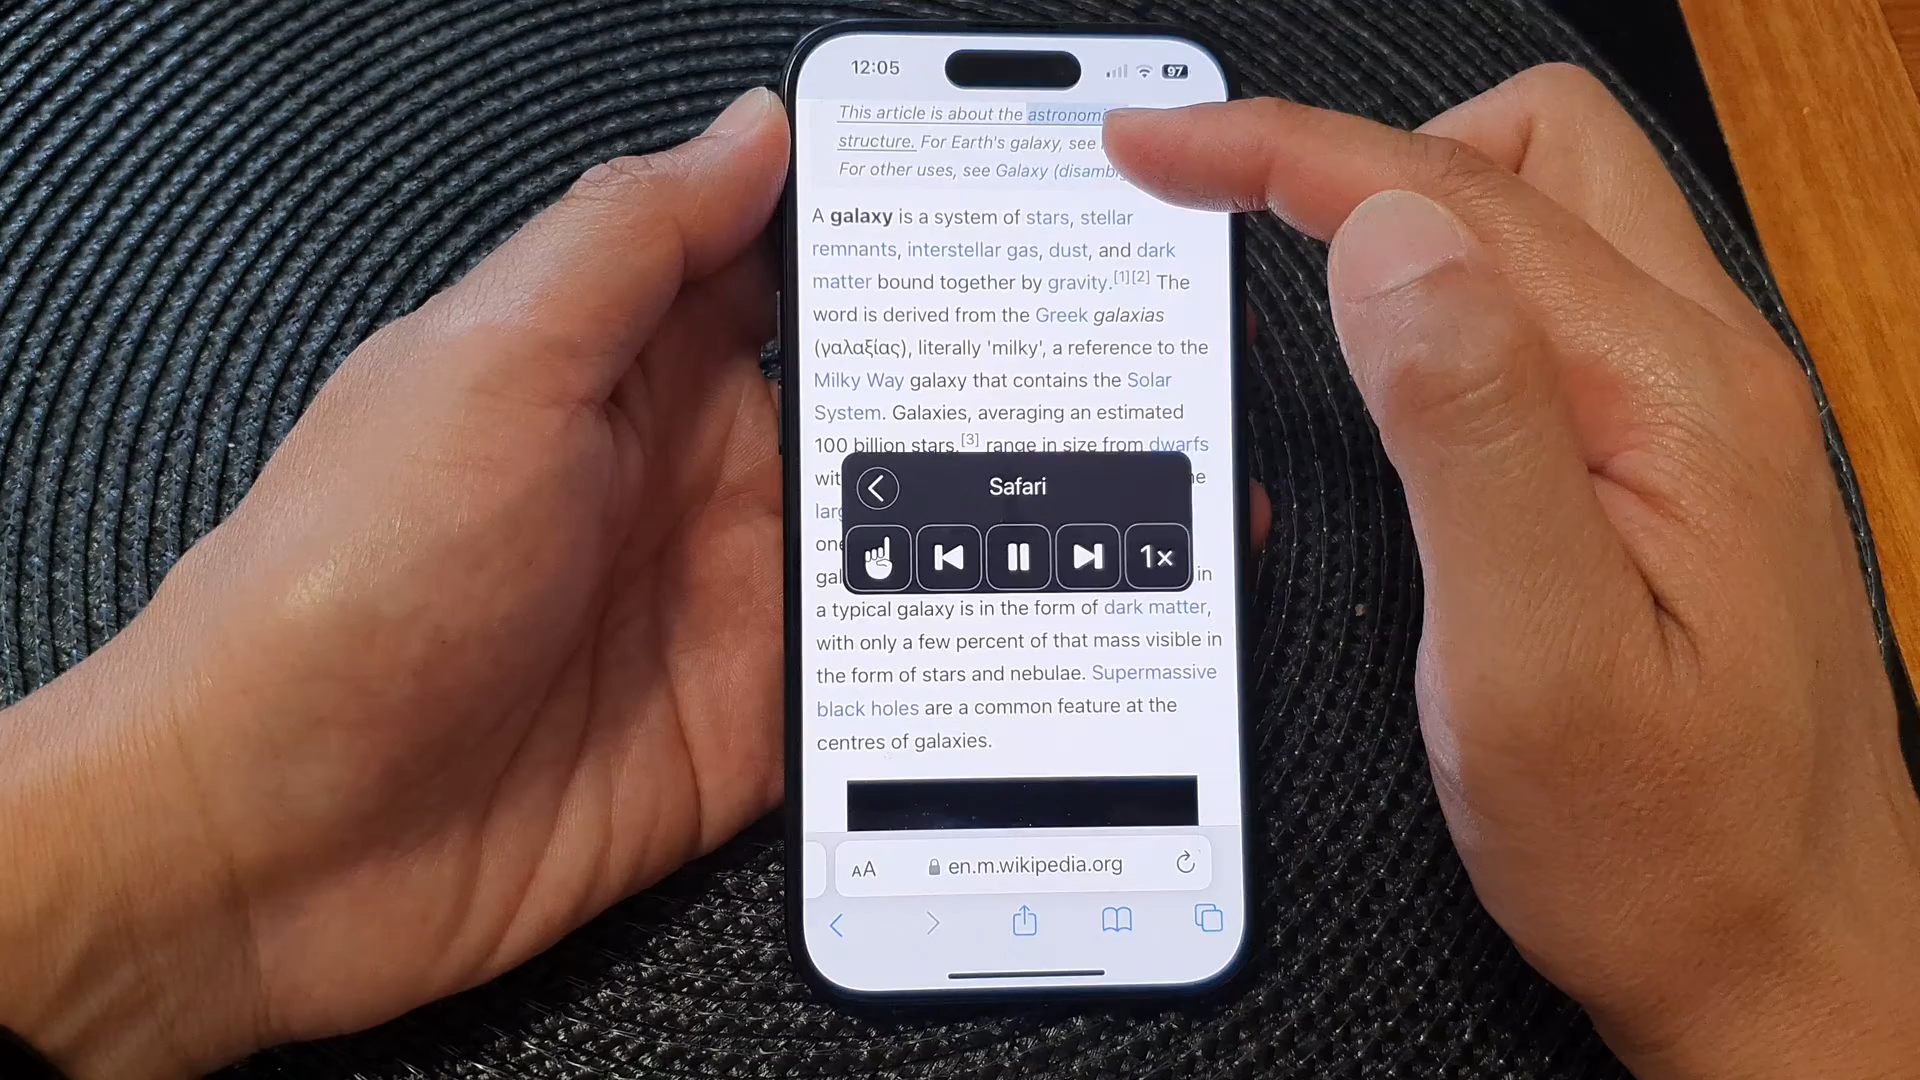 12:05
97
This article is about the
structure. For Earth's galaxy, see
For other uses, see Galaxy
A galaxy is a system of stars, stellar
remnants, interstellar gas, dust, and dark
matter bound together by gravity.[1][2] The
word is derived from the Greek galaxias
(γαλαξίας), literally 'milky', a reference to the
Milky Way galaxy that contains the Solar
System. Galaxies, averaging an estimated
100 billion stars,[3] range in size from dwarfs
Safari
1×
in
a typical galaxy is in the form of dark matter,
with only a few percent of that mass visible in
the form of stars and nebulae. Supermassive
black holes are a common feature at the
centres of galaxies.
AA en.m.wikipedia.org